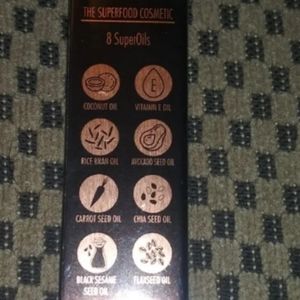 THE SUPERFOOD COSMETIC
8 SuperOils
COCONUT OIL
E
VITAMIN E OIL
RICE BRAN OIL
AVOCADO SEED OIL
CARROT SEED OIL
CHIA SEED OIL
BLACK SESAME
SEED OIL
FLAXSEED OIL